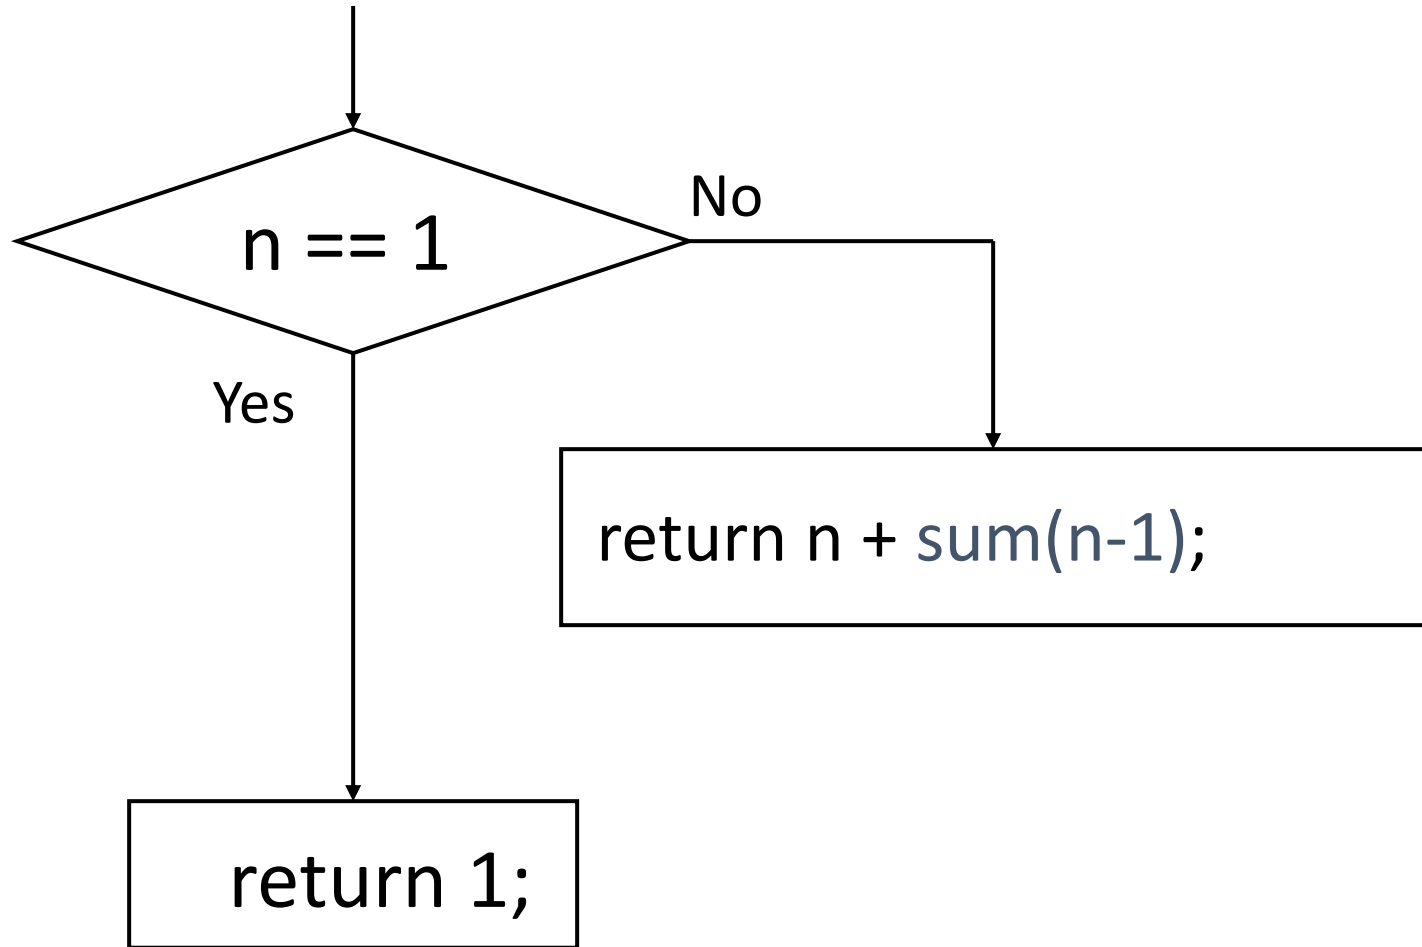 n == 1
No
Yes
return n + sum(n-1);
return 1;